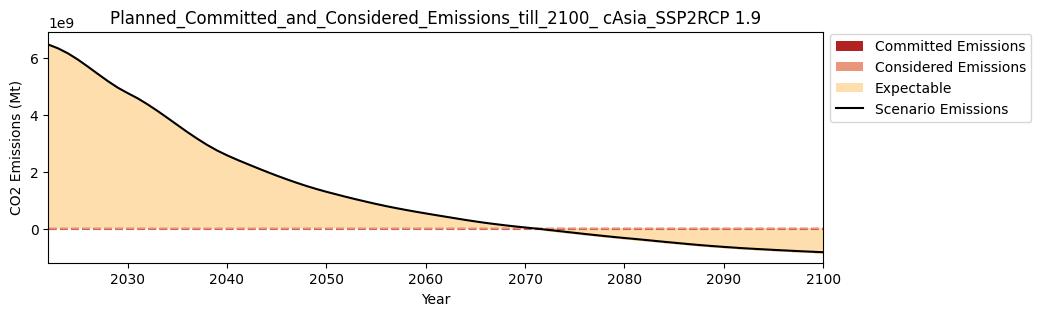 Planned_Committed_and_Considered_Emissions_till_2100_ cAsia_SSP2RCP 1.9
1e9
6
4
2
0
CO2 Emissions (Mt)
2030 2040 2050 2060 2070 2080 2090 2100
Year
Committed Emissions
Considered Emissions
Expectable
Scenario Emissions